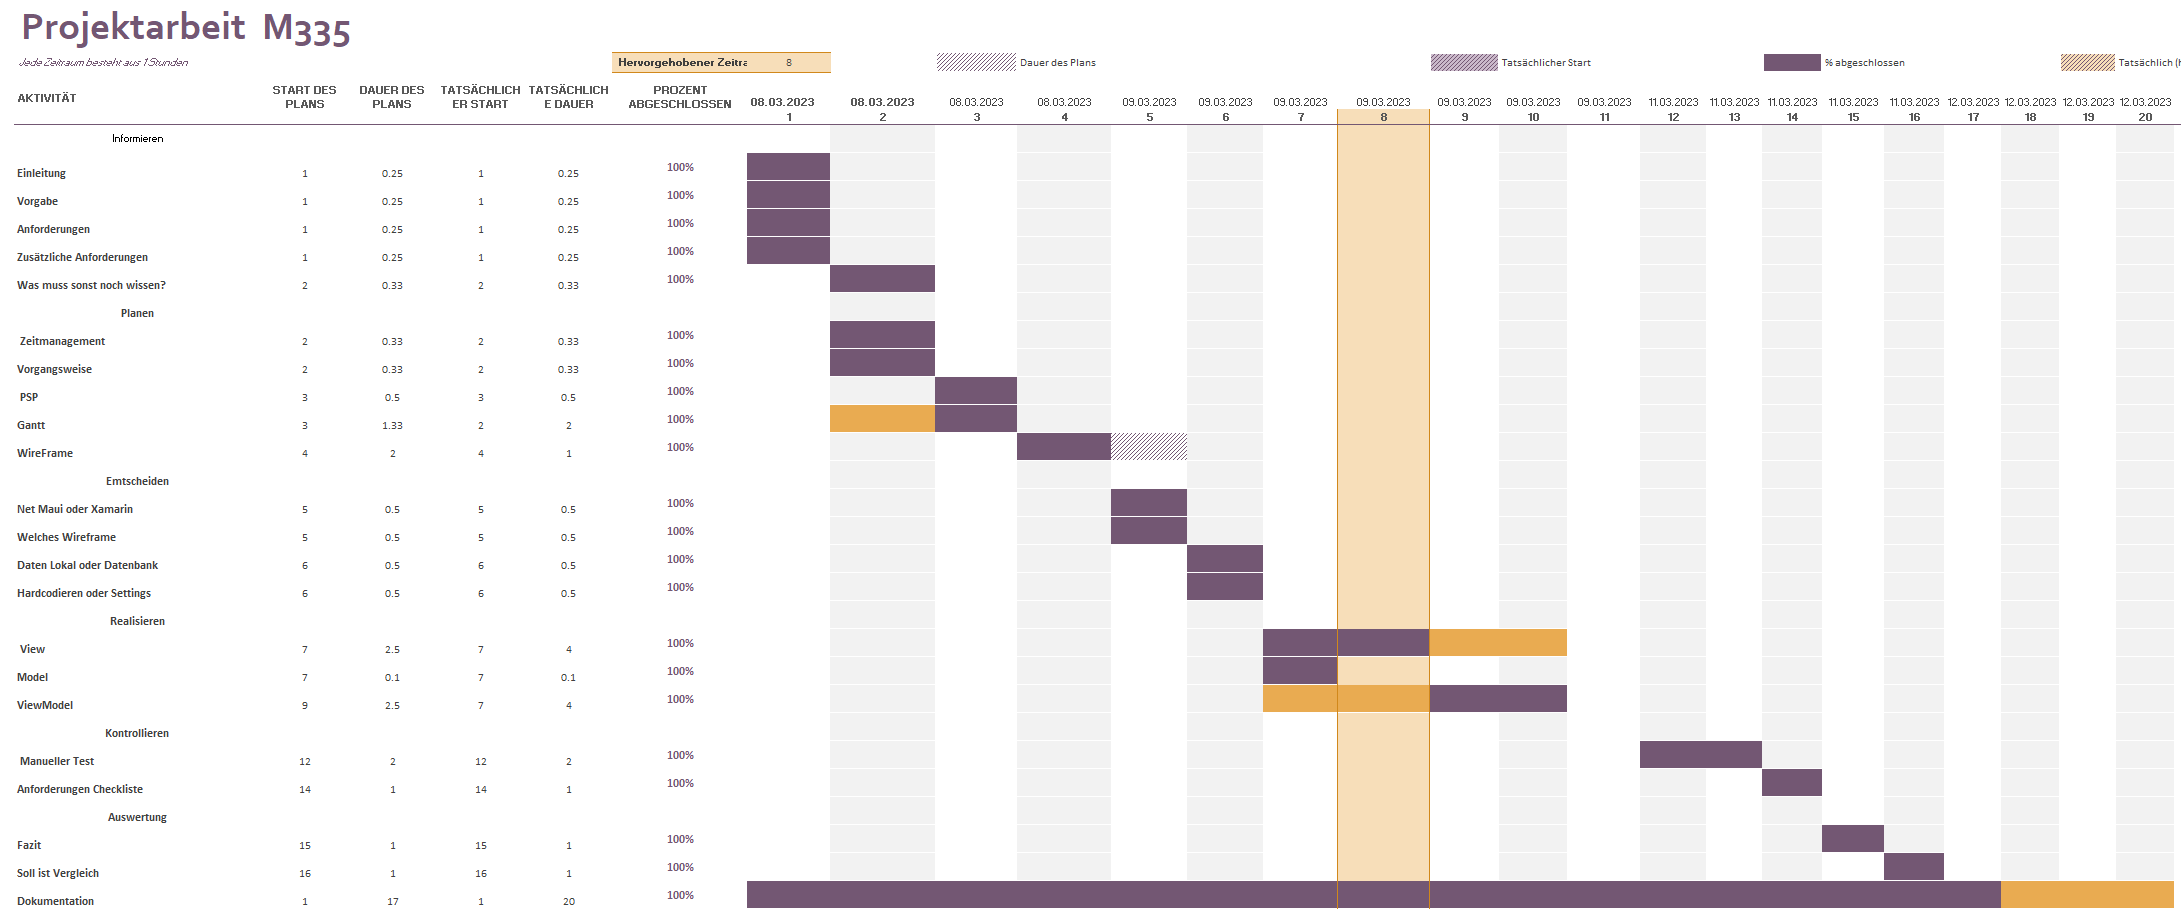 Projektarbeit M335
Jede Zeitraum besteht aus 1 Stunden
Hervorgehobener Zeitra 8 Dauer des Plans Tatsächlicher Start % abgeschlossen Tatsächlich (h
AKTIVITÄT START DES PLANS DAUER DES PLANS TATSÄCHLICH ER START TATSÄCHLICH E DAUER PROZENT ABGESCHLOSSEN 08.03.2023 08.03.2023 08.03.2023 08.03.2023 09.03.2023 09.03.2023 09.03.2023 09.03.2023 09.03.2023 09.03.2023 09.03.2023 11.03.2023 11.03.2023 11.03.2023 11.03.2023 11.03.2023 12.03.2023 12.03.2023 12.03.2023 12.03.2023
1 2 3 4 5 6 7 8 9 10 11 12 13 14 15 16 17 18 19 20
Informieren
Einleitung 1 0.25 1 0.25 100%
Vorgabe 1 0.25 1 0.25 100%
Anforderungen 1 0.25 1 0.25 100%
Zusätzliche Anforderungen 1 0.25 1 0.25 100%
Was muss sonst noch wissen? 2 0.33 2 0.33 100%
Planen
Zeitmanagement 2 0.33 2 0.33 100%
Vorgangsweise 2 0.33 2 0.33 100%
PSP 3 0.5 3 0.5 100%
Gantt 3 1.33 2 2 100%
WireFrame 4 2 4 1 100%
Emtscheiden
Net Maui oder Xamarin 5 0.5 5 0.5 100%
Welches Wireframe 5 0.5 5 0.5 100%
Daten Lokal oder Datenbank 6 0.5 6 0.5 100%
Hardcodieren oder Settings 6 0.5 6 0.5 100%
Realisieren
View 7 2.5 7 4 100%
Model 7 0.1 7 0.1 100%
ViewModel 9 2.5 7 4 100%
Kontrollieren
Manueller Test 12 2 12 2 100%
Anforderungen Checkliste 14 1 14 1 100%
Auswertung
Fazit 15 1 15 1 100%
Soll ist Vergleich 16 1 16 1 100%
Dokumentation 1 17 1 20 100%